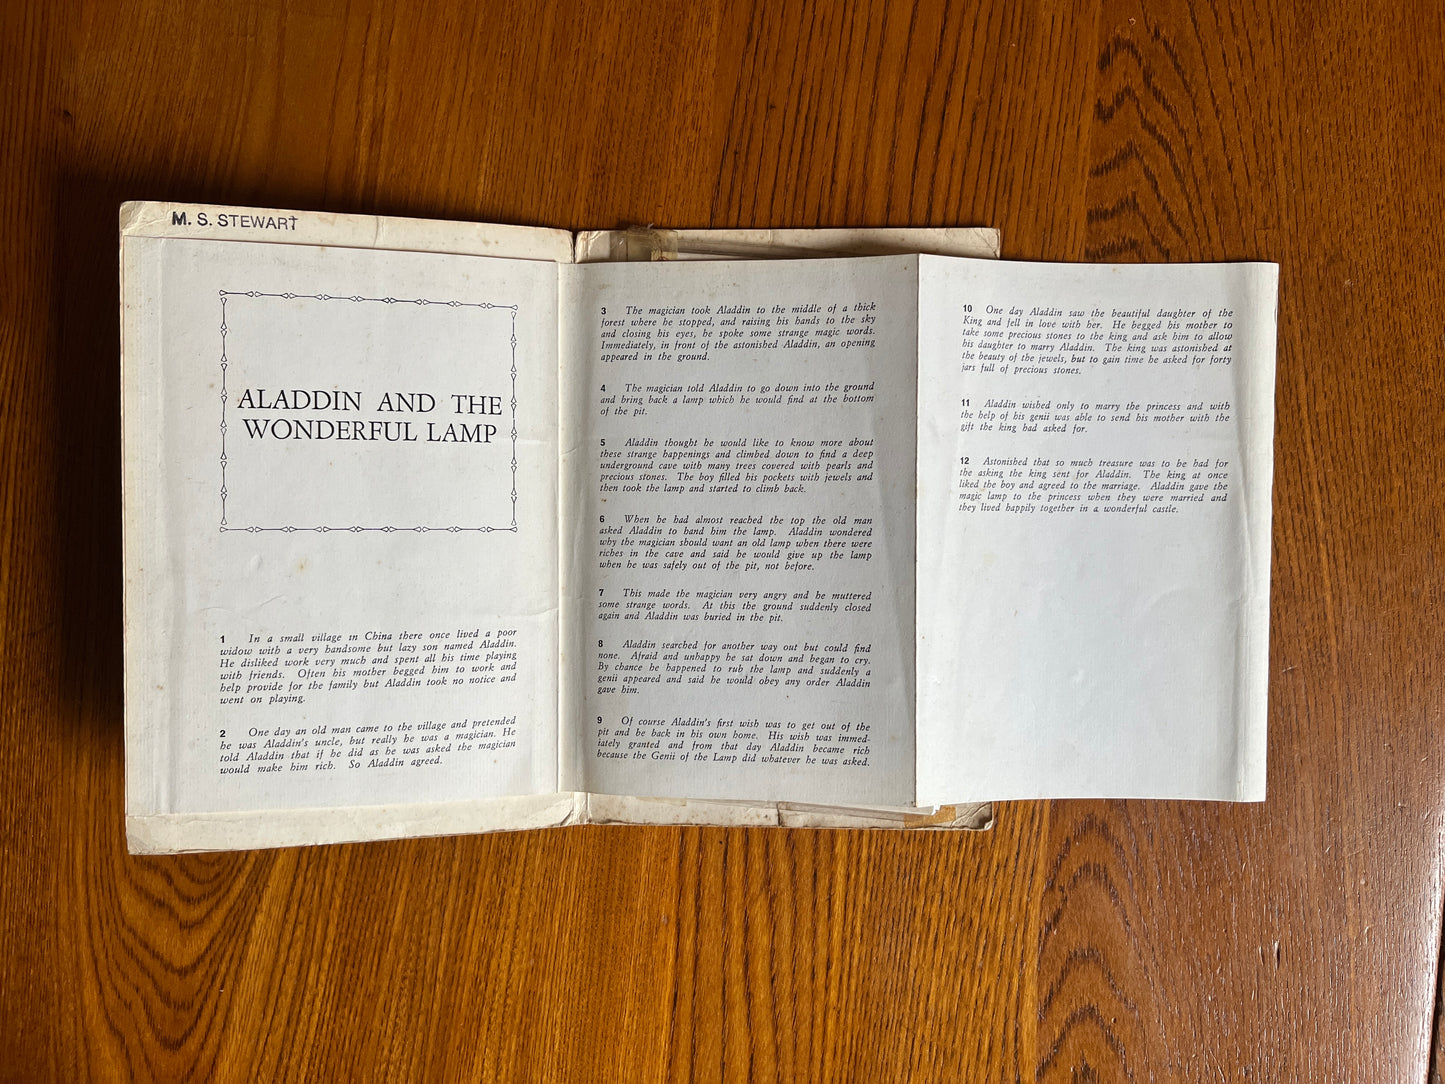 M. S. STEWART
ALADDIN AND THE
WONDERFUL LAMP
1 In a small village in China there once lived a poor
widow with a very handsome but lazy son named Aladdin.
He disliked work very much and spent all his time playing
with friends. Often his mother begged him to work and
help provide for the family but Aladdin took no notice and
went on playing.
2 One day an old man came to the village and pretended
he was Aladdin's uncle, but really he was a magician. He
told Aladdin that if he did as he was asked the magician
would make him rich. So Aladdin agreed.
3 The magician took Aladdin to the middle of a thick
forest where he stopped, and raising his hands to the sky
and closing his eyes, he spoke some strange magic words.
Immediately, in front of the astonished Aladdin, an opening
appeared in the ground.
4 The magician told Aladdin to go down into the ground
and bring back a lamp which he would find at the bottom
of the pit.
5 Aladdin thought he would like to know more about
these strange happenings and climbed down to find a deep
underground cave with many trees covered with pearls and
precious stones. The boy filled his pockets with jewels and
then took the lamp and started to climb back.
6 When he had almost reached the top the old man
asked Aladdin to hand him the lamp. Aladdin wondered
why the magician should want an old lamp when there were
riches in the cave and said he would give up the lamp
when he was safely out of the pit, not before.
7 This made the magician very angry and he muttered
some strange words. At this the ground suddenly closed
again and Aladdin was buried in the pit.
8 Aladdin searched for another way out but could find
none. Afraid and unhappy he sat down and began to cry.
By chance he happened to rub the lamp and suddenly a
genii appeared and said he would obey any order Aladdin
gave him.
9 Of course Aladdin's first wish was to get out of the
pit and be back in his own home. His wish was immed-
iately granted and from that day Aladdin became rich
because the Genii of the Lamp did whatever he was asked.
10 One day Aladdin saw the beautiful daughter of the
King and fell in love with her. He begged his mother to
take some precious stones to the king and ask him to allow
his daughter to marry Aladdin. The king was astonished at
the beauty of the jewels, but to gain time he asked for forty
jars full of precious stones.
11 Aladdin wished only to marry the princess and with
the help of his genii was able to send his mother with the
gift the king had asked for.
12 Astonished that so much treasure was to be had for
the asking the king sent for Aladdin. The king at once
liked the boy and agreed to the marriage. Aladdin gave the
magic lamp to the princess when they were married and
they lived happily together in a wonderful castle.